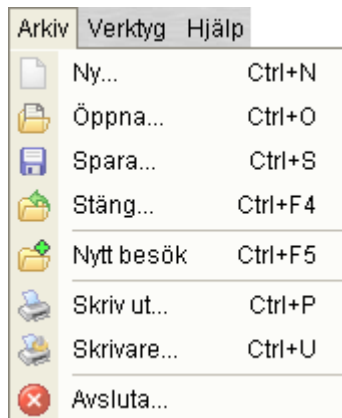 Arkiv Verktyg Hjälp
Ny... Ctrl+N
Öppna... Ctrl+O
Spara... Ctrl+S
Stäng... Ctrl+F4
Nytt besök Ctrl+F5
Skriv ut... Ctrl+P
Skrivare... Ctrl+U
Avsluta...